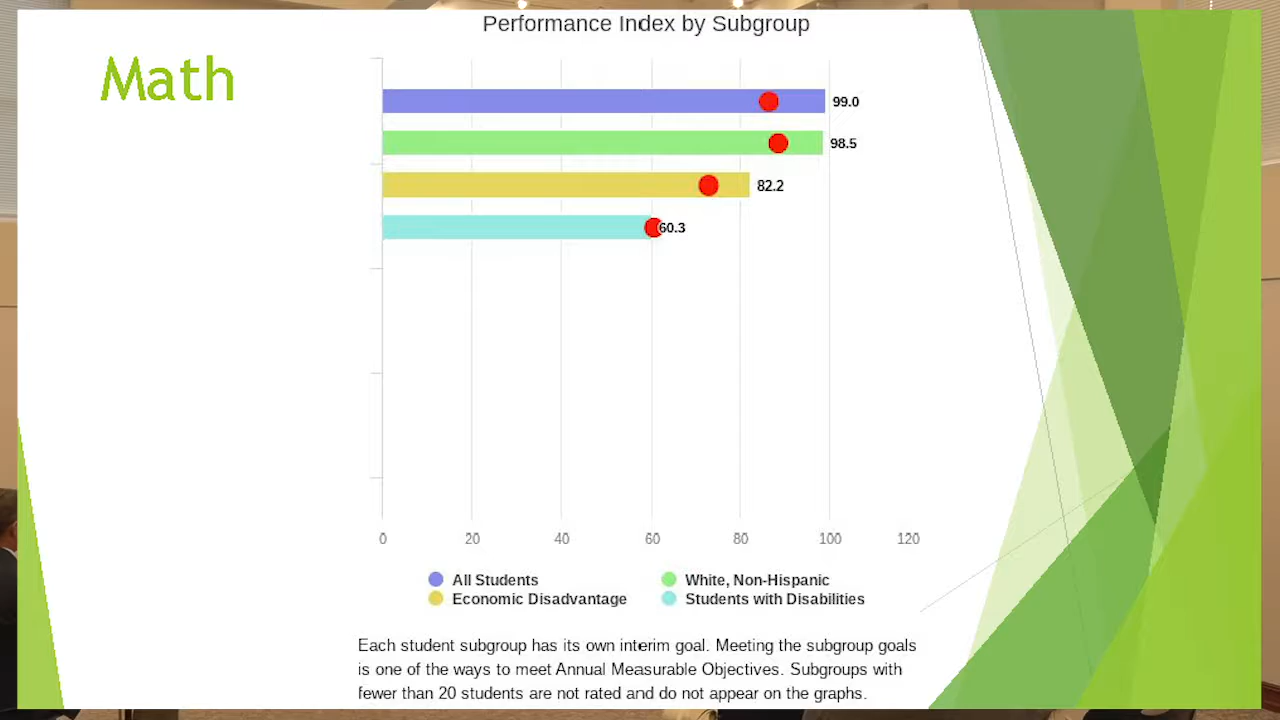 Performance Index by Subgroup
Math
99.0
98.5
82.2
60.3
0 20 40 60 80 100 120
All Students White, Non-Hispanic
Economic Disadvantage Students with Disabilities
Each student subgroup has its own interim goal. Meeting the subgroup goals
is one of the ways to meet Annual Measurable Objectives. Subgroups with
fewer than 20 students are not rated and do not appear on the graphs.